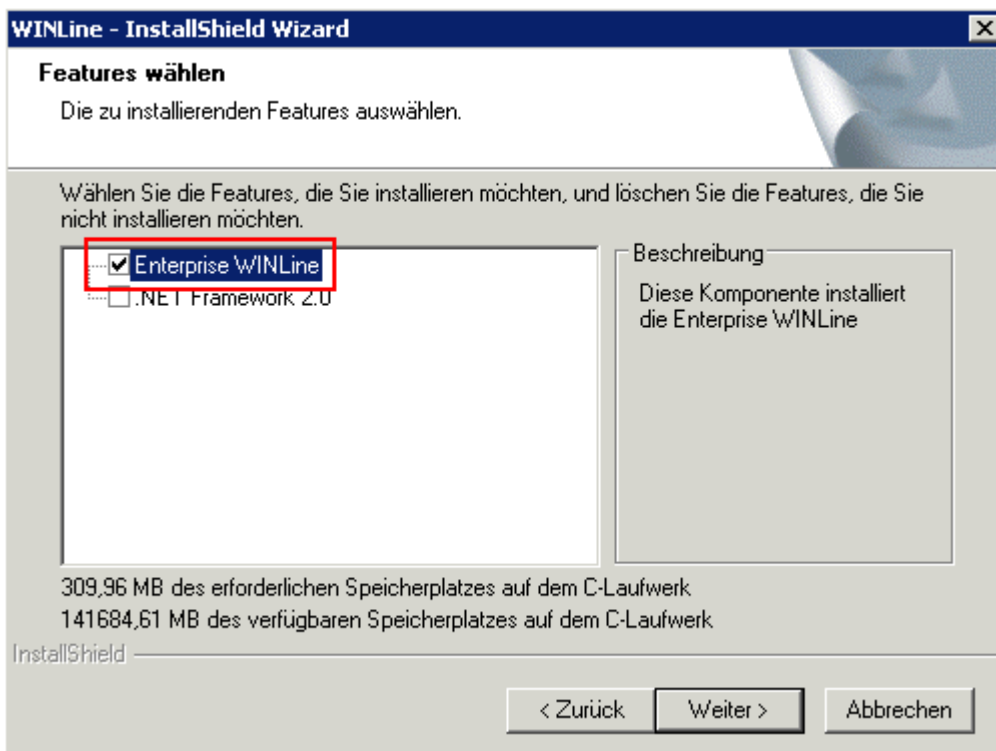 WINLine - InstallShield Wizard
Features wählen
Die zu installierenden Features auswählen.
Wählen Sie die Features, die Sie installieren möchten, und löschen Sie die Features, die Sie
nicht installieren möchten.
Enterprise WINLine
.NET Framework 2.0
Beschreibung
Diese Komponente installiert
die Enterprise WINLine
309,96 MB des erforderlichen Speicherplatzes auf dem C-Laufwerk
141684,61 MB des verfügbaren Speicherplatzes auf dem C-Laufwerk
InstallShield
< Zurück
Weiter >
Abbrechen